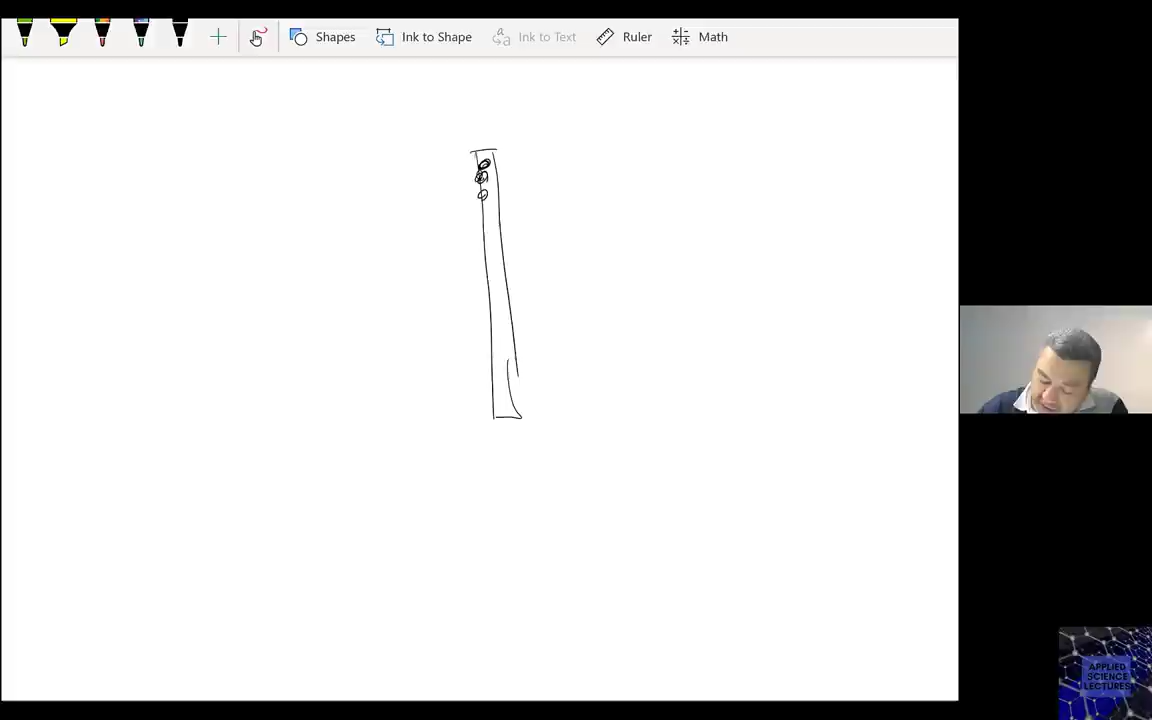 Shapes
Ink to Shape
Ink to Text
Ruler
Math
APPLIED
SCIENCE
LECTURES